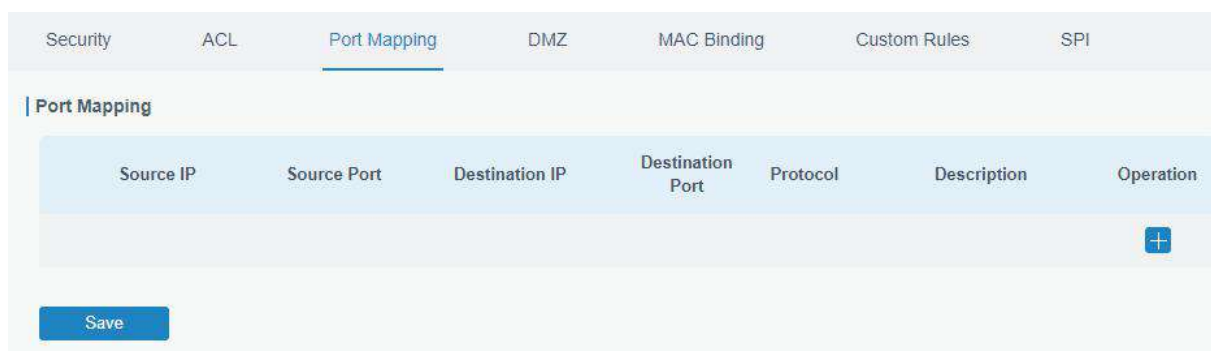 Security ACL Port Mapping DMZ MAC Binding Custom Rules SPI
Port Mapping
Source IP Source Port Destination IP Destination Port Protocol Description Operation
Save